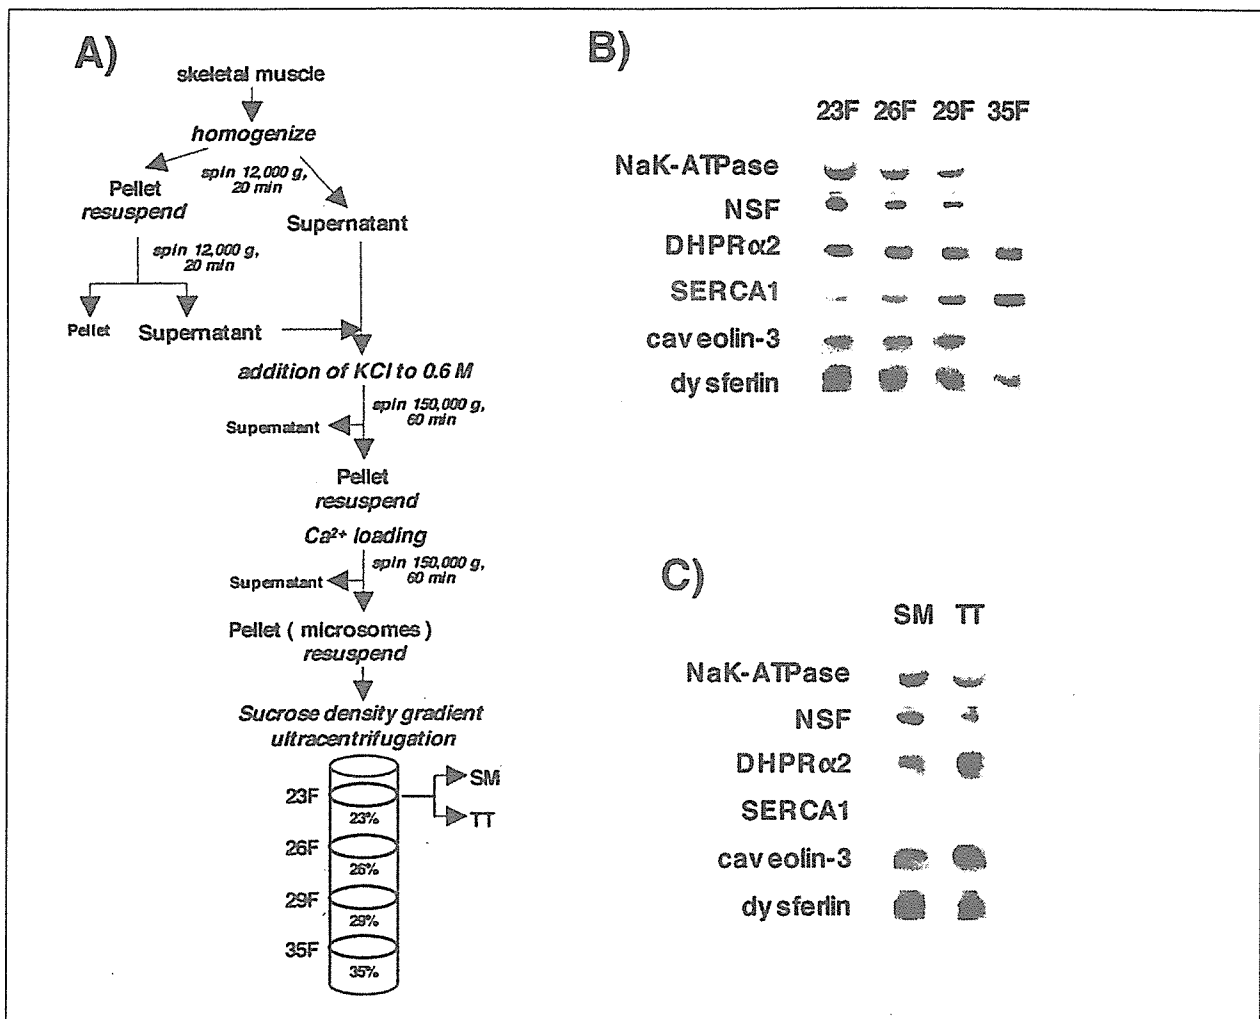 A)
skeletal muscle
homogenize
spin 12,000 g,
20 min
Pellet
resuspend
Supernatant
spin 12,000 g,
20 min
Pellet
Supernatant
addition of KCl to 0.6 M
spin 150,000 g,
60 min
Supernatant
Pellet
resuspend
Ca²⁺ loading
spin 150,000 g,
60 min
Supernatant
Pellet ( microsomes )
resuspend
Sucrose density gradient
ultracentrifugation
23F
23%
SM
TT
26F
26%
29F
29%
35F
35%
B)
23F 26F 29F 35F
NaK-ATPase
NSF
DHPRα2
SERCA1
caveolin-3
dysferlin
C)
SM TT
NaK-ATPase
NSF
DHPRα2
SERCA1
caveolin-3
dysferlin